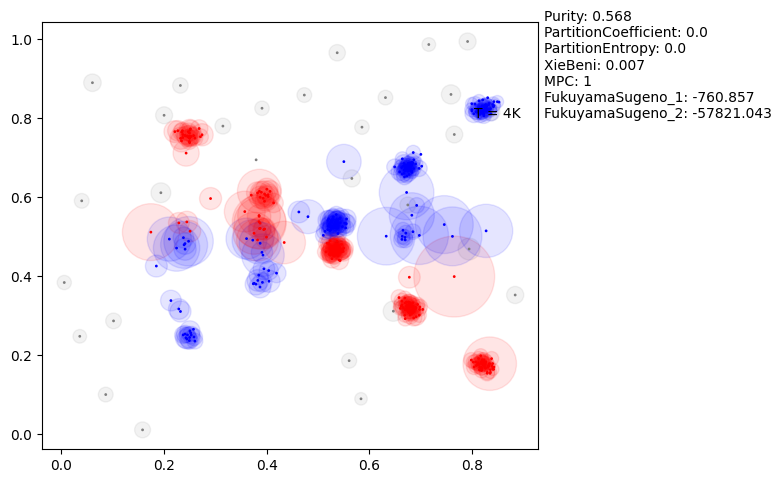 Purity: 0.568
PartitionCoefficient: 0.0
PartitionEntropy: 0.0
XieBeni: 0.007
MPC: 1
FukuyamaSugeno_1: -760.857
FukuyamaSugeno_2: -57821.043
T = 4K
1.0
0.8
0.6
0.4
0.2
0.0
0.0 0.2 0.4 0.6 0.8